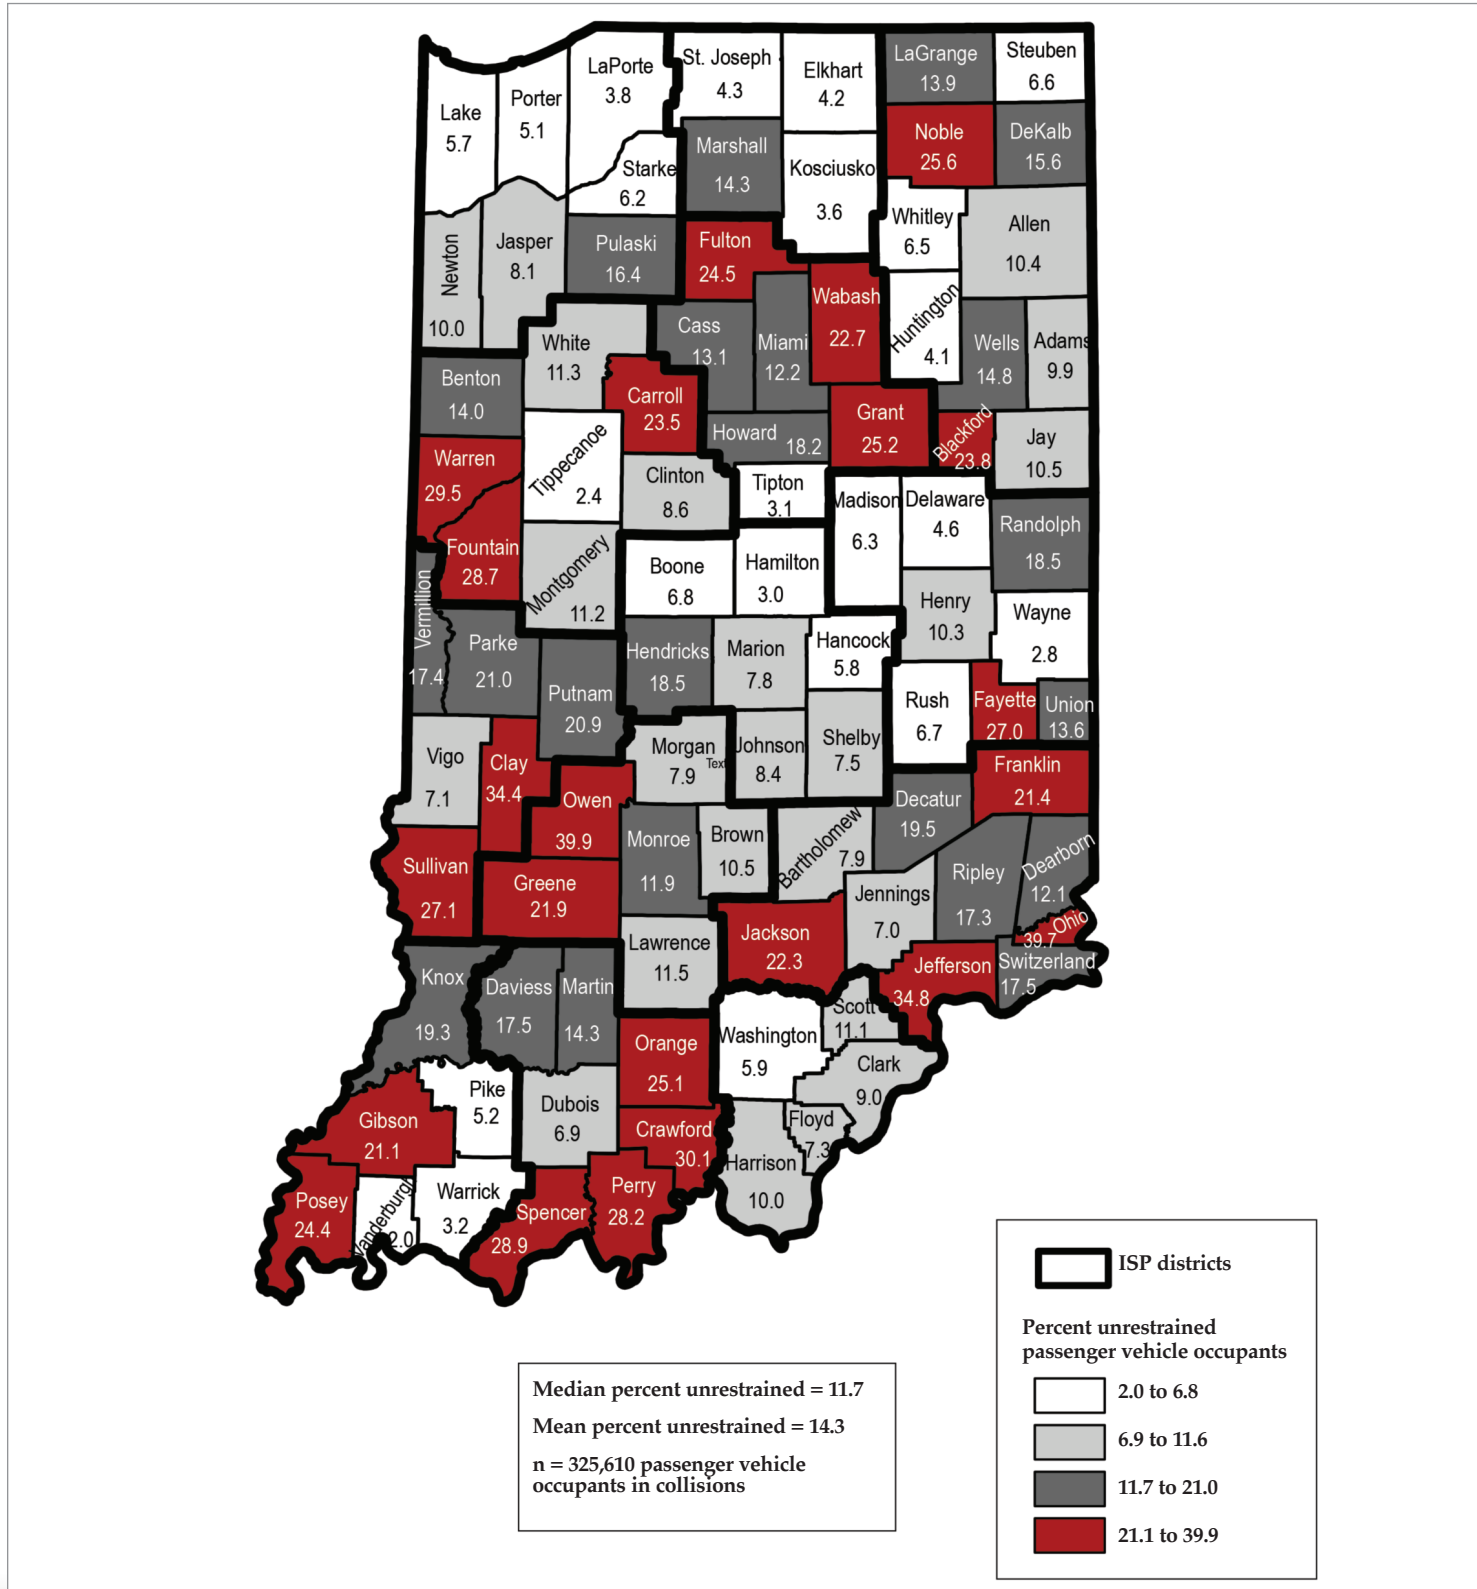 LaPorte
3.8
St. Joseph
4.3
Elkhart
4.2
LaGrange
13.9
Steuben
6.6
Lake
5.7
Porter
5.1
Noble
25.6
DeKalb
15.6
Starke
6.2
Marshall
14.3
Kosciusko
3.6
Whitley
6.5
Allen
10.4
Newton
10.0
Jasper
8.1
Pulaski
16.4
Fulton
24.5
Wabash
22.7
Huntington
4.1
White
11.3
Cass
13.1
Miami
12.2
Wells
14.8
Adams
9.9
Benton
14.0
Carroll
23.5
Grant
25.2
Blackford
23.8
Jay
10.5
Howard
18.2
Warren
29.5
Tippecanoe
2.4
Clinton
8.6
Tipton
3.1
Madison
6.3
Delaware
4.6
Randolph
18.5
Fountain
28.7
Montgomery
11.2
Boone
6.8
Hamilton
3.0
Henry
10.3
Wayne
2.8
Vermillion
17.4
Parke
21.0
Putnam
20.9
Hendricks
18.5
Marion
7.8
Hancock
5.8
Rush
6.7
Fayette
27.0
Union
13.6
Vigo
7.1
Clay
34.4
Morgan
7.9
Text
Johnson
8.4
Shelby
7.5
Franklin
21.4
Owen
39.9
Decatur
19.5
Monroe
11.9
Brown
10.5
Bartholomew
7.9
Sullivan
27.1
Greene
21.9
Jennings
7.0
Ripley
17.3
Dearborn
12.1
Ohio
39.7
Jackson
22.3
Lawrence
11.5
Jefferson
34.8
Switzerland
17.5
Knox
19.3
Daviess
17.5
Martin
14.3
Scott
11.1
Orange
25.1
Washington
5.9
Clark
9.0
Pike
5.2
Dubois
6.9
Gibson
21.1
Crawford
30.1
Floyd
7.3
Harrison
10.0
Posey
24.4
Vanderburgh
2.0
Warrick
3.2
Spencer
28.9
Perry
28.2
ISP districts
Percent unrestrained
passenger vehicle occupants
2.0 to 6.8
6.9 to 11.6
11.7 to 21.0
21.1 to 39.9
Median percent unrestrained = 11.7
Mean percent unrestrained = 14.3
n = 325,610 passenger vehicle
occupants in collisions